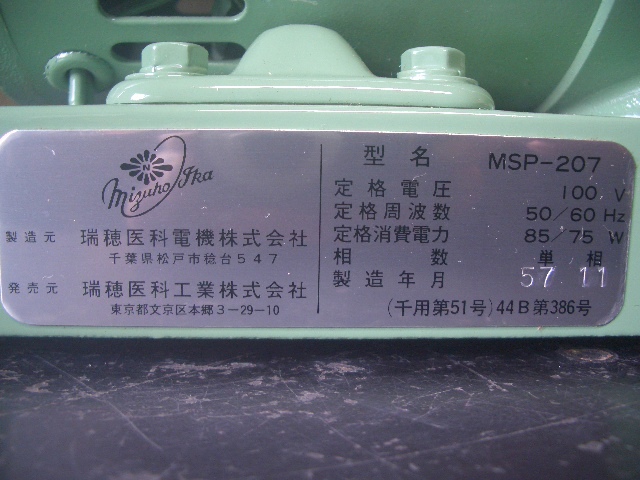 N
Mizuho Ika
製造元 瑞穂医科電機株式会社
千葉県松戸市稔台547
発売元 瑞穂医科工業株式会社
東京都文京区本郷3-29-10
型名 MSP-207
定格電圧 100 V
定格周波数 50/60 Hz
定格消費電力 85/75 W
相数 単相
製造年月 57 11
(千用第51号)44B第386号